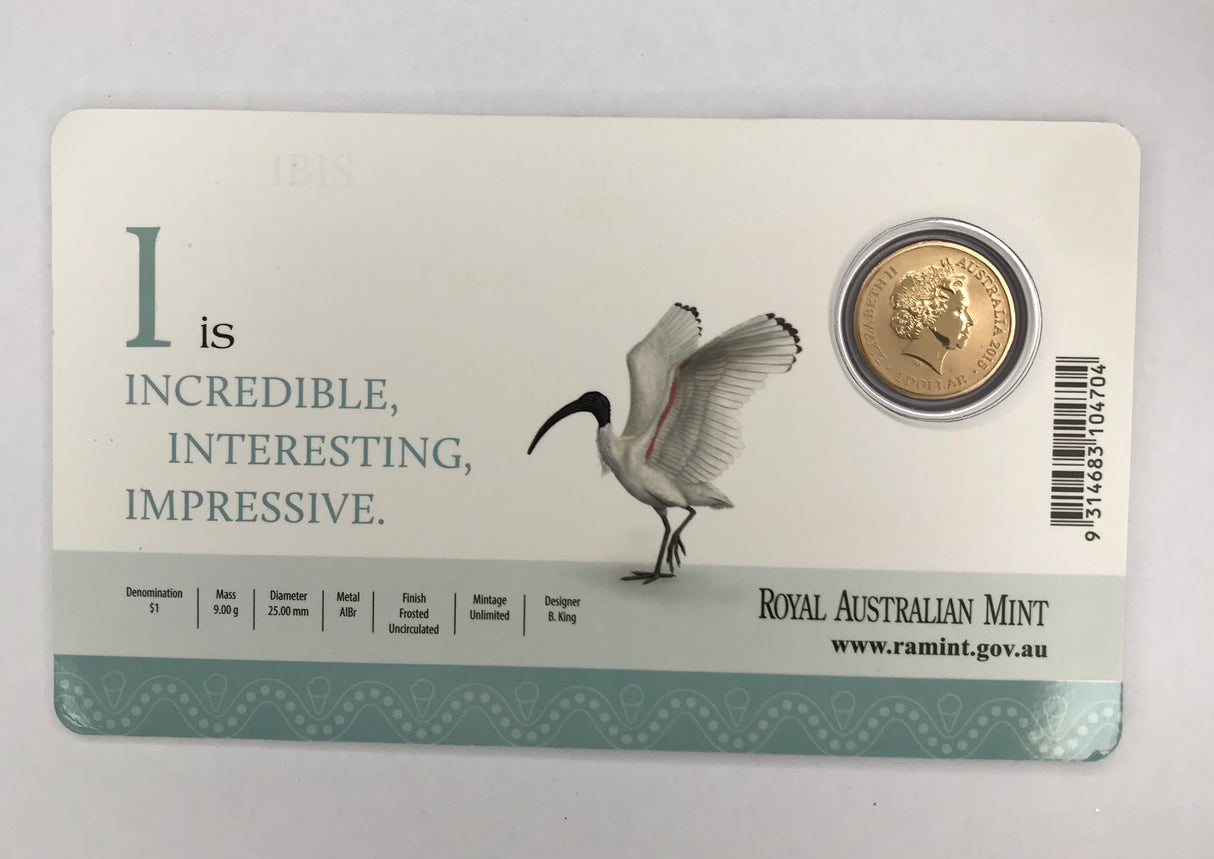 IBIS
I is
INCREDIBLE,
INTERESTING,
IMPRESSIVE.
ELIZABETH II AUSTRALIA 2015
1 DOLLAR
9 314683 104704
Denomination
$1
Mass
9.00 g
Diameter
25.00 mm
Metal
AlBr
Finish
Frosted
Uncirculated
Mintage
Unlimited
Designer
B. King
ROYAL AUSTRALIAN MINT
www.ramint.gov.au